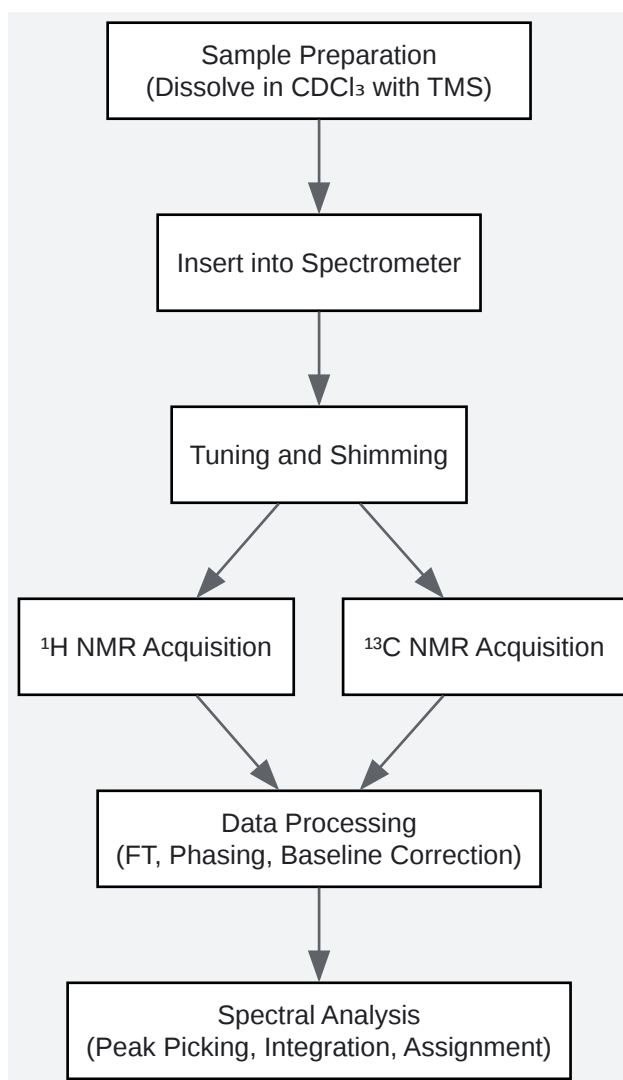 Sample Preparation
(Dissolve in CDCl₃ with TMS)
Insert into Spectrometer
Tuning and Shimming
¹H NMR Acquisition
¹³C NMR Acquisition
Data Processing
(FT, Phasing, Baseline Correction)
Spectral Analysis
(Peak Picking, Integration, Assignment)